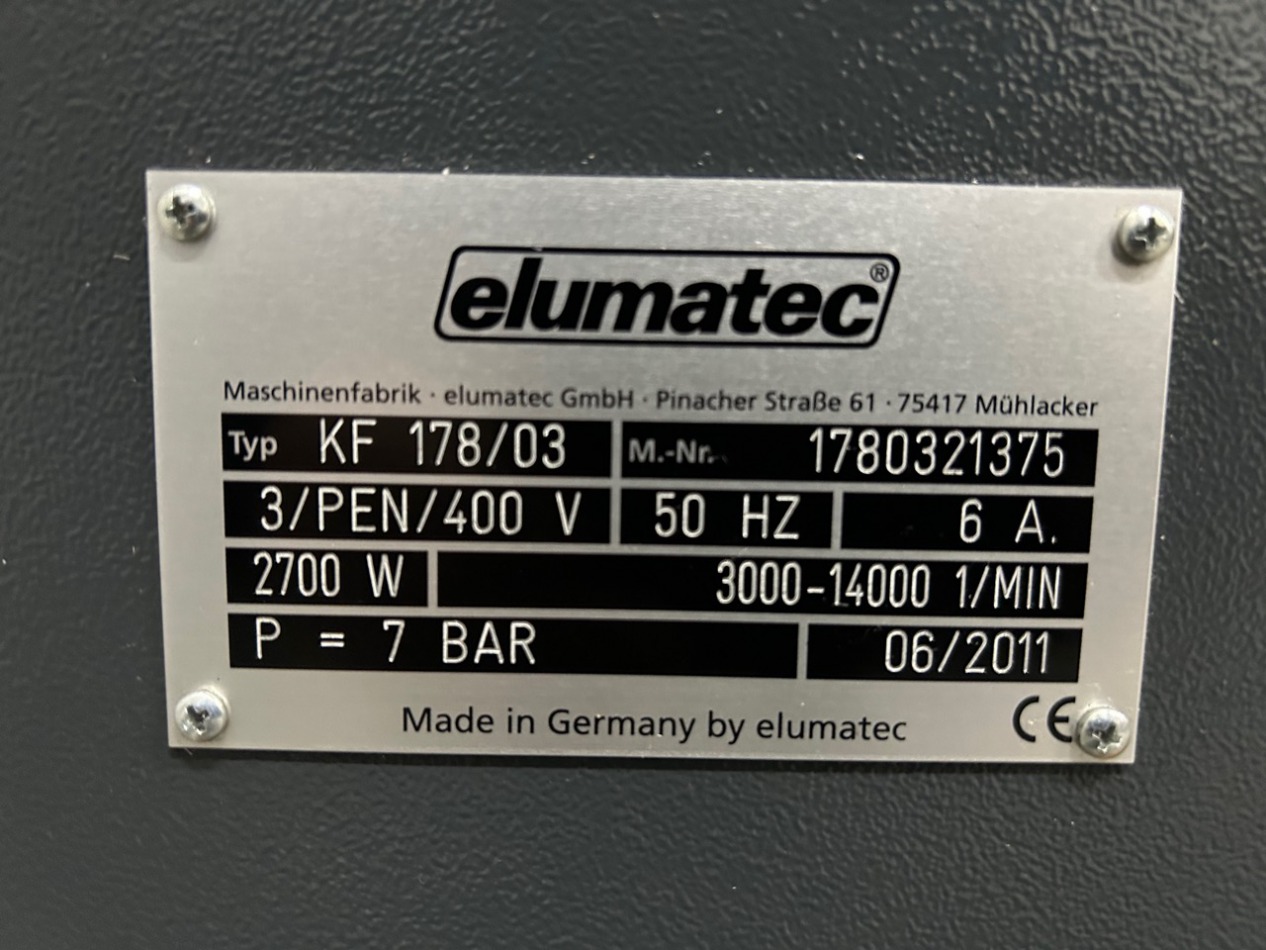 elumatec®
Maschinenfabrik · elumatec GmbH · Pinacher Straße 61 · 75417 Mühlacker
Typ KF 178/03 M.-Nr. 1780321375
3/PEN/400 V 50 HZ 6 A.
2700 W 3000-14000 1/MIN
P = 7 BAR 06/2011
Made in Germany by elumatec CE